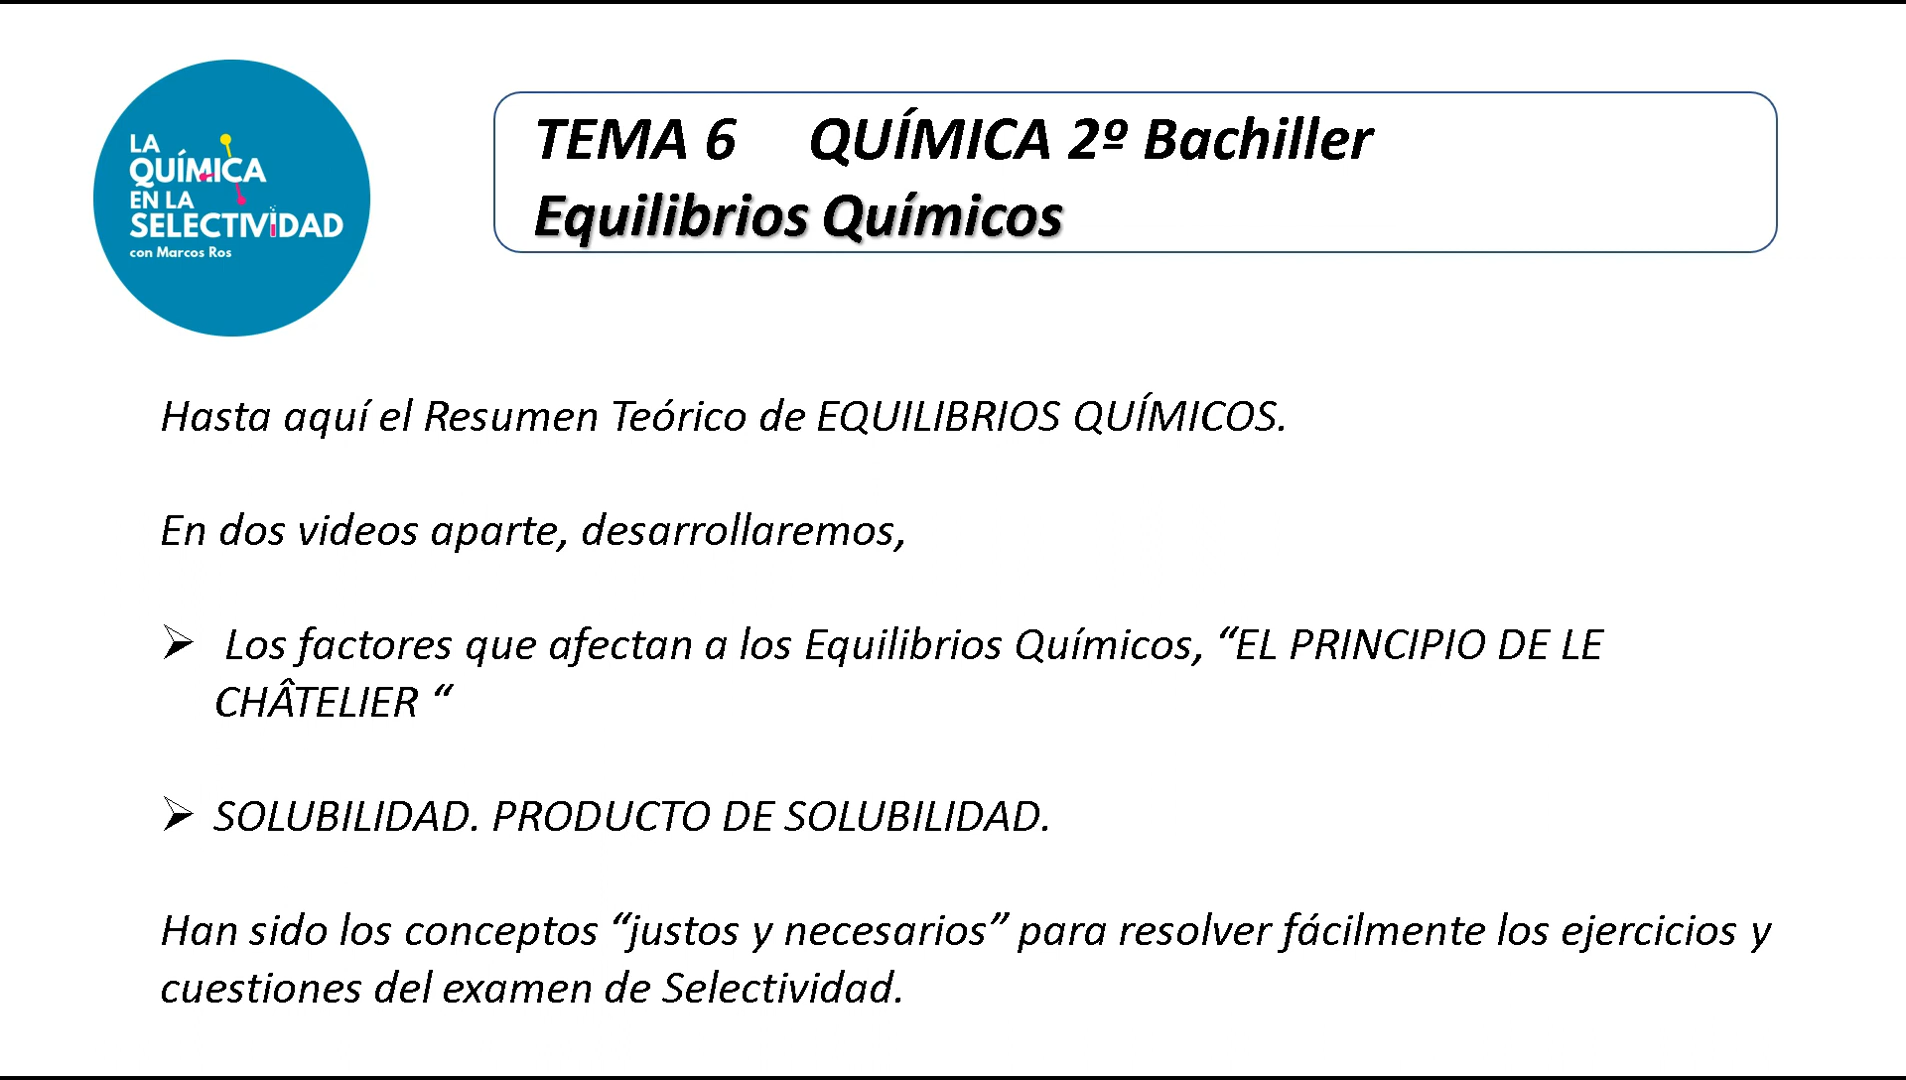 LA
QUÍMICA
EN LA
SELECTIVIDAD
con Marcos Ros
TEMA 6 QUÍMICA 2º Bachiller
Equilibrios Químicos
Hasta aquí el Resumen Teórico de EQUILIBRIOS QUÍMICOS.
En dos videos aparte, desarrollaremos,
➢ Los factores que afectan a los Equilibrios Químicos, “EL PRINCIPIO DE LE
CHÂTELIER “
➢ SOLUBILIDAD. PRODUCTO DE SOLUBILIDAD.
Han sido los conceptos “justos y necesarios” para resolver fácilmente los ejercicios y
cuestiones del examen de Selectividad.